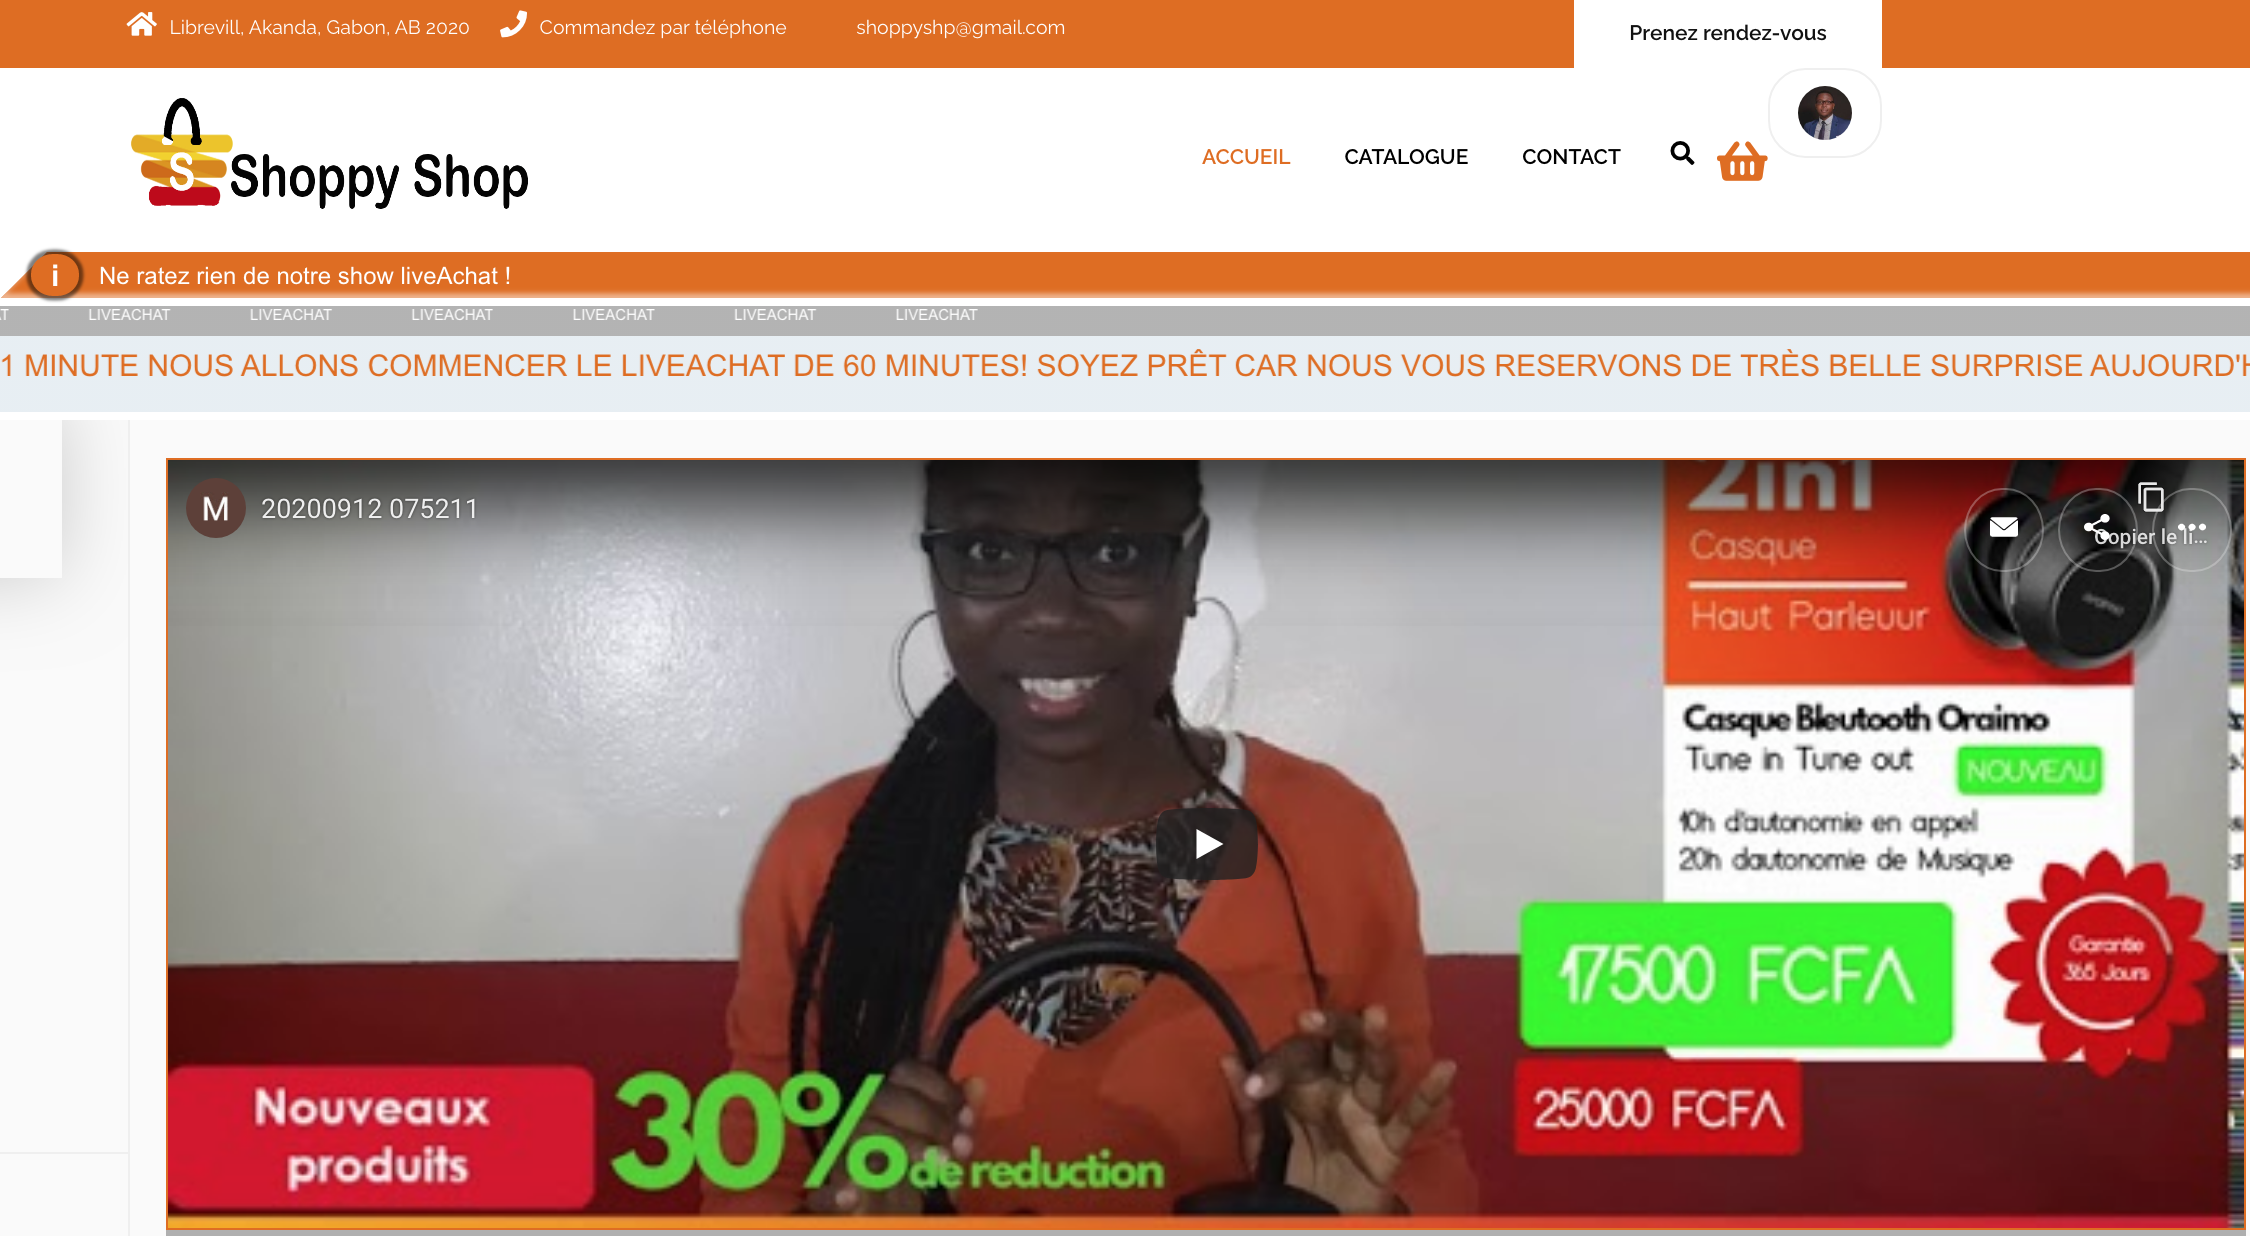 Librevill, Akanda, Gabon, AB 2020
Commandez par téléphone
shoppyshp@gmail.com
Prenez rendez-vous
S
Shoppy Shop
ACCUEIL
CATALOGUE
CONTACT
i
Ne ratez rien de notre show liveAchat !
T LIVEACHAT LIVEACHAT LIVEACHAT LIVEACHAT LIVEACHAT LIVEACHAT
1 MINUTE NOUS ALLONS COMMENCER LE LIVEACHAT DE 60 MINUTES! SOYEZ PRÊT CAR NOUS VOUS RESERVONS DE TRÈS BELLE SURPRISE AUJOURD'H
M
20200912 075211
Copier le li...
2in1
Casque
Haut Parleuur
Casque Bleutooth Oraimo
Tune in Tune out
NOUVEAU
10h d'autonomie en appel
20h dautonomie de Musique
17500 FCFA
Garantie
365 Jours
25000 FCFA
Nouveaux
produits
30%
de reduction